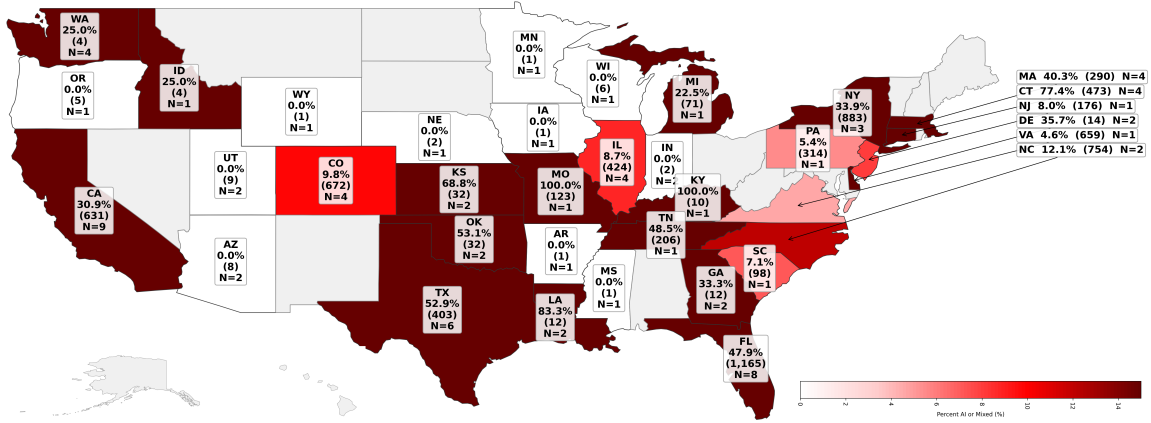 WA
25.0%
(4)
N=4
OR
0.0%
(5)
N=1
ID
25.0%
(4)
N=1
CA
30.9%
(631)
N=9
WY
0.0%
(1)
N=1
UT
0.0%
(9)
N=2
CO
9.8%
(672)
N=4
AZ
0.0%
(8)
N=2
MN
0.0%
(1)
N=1
WI
0.0%
(6)
N=1
MI
22.5%
(71)
N=1
IA
0.0%
(1)
N=1
NE
0.0%
(2)
N=1
IL
8.7%
(424)
N=4
IN
0.0%
(2)
KS
68.8%
(32)
N=2
MO
100.0%
(123)
N=1
KY
100.0%
(10)
N=1
OK
53.1%
(32)
N=2
AR
0.0%
(1)
N=1
TN
48.5%
(206)
N=1
TX
52.9%
(403)
N=6
LA
83.3%
(12)
N=2
MS
0.0%
(1)
N=1
GA
33.3%
(12)
N=2
SC
7.1%
(98)
N=1
FL
47.9%
(1,165)
N=8
NY
33.9%
(883)
N=3
PA
5.4%
(314)
N=1
MA 40.3% (290) N=4
CT 77.4% (473) N=4
NJ 8.0% (176) N=1
DE 35.7% (14) N=2
VA 4.6% (659) N=1
NC 12.1% (754) N=2
0 2 4 6 8 10 12 14
Percent AI or Mixed (%)